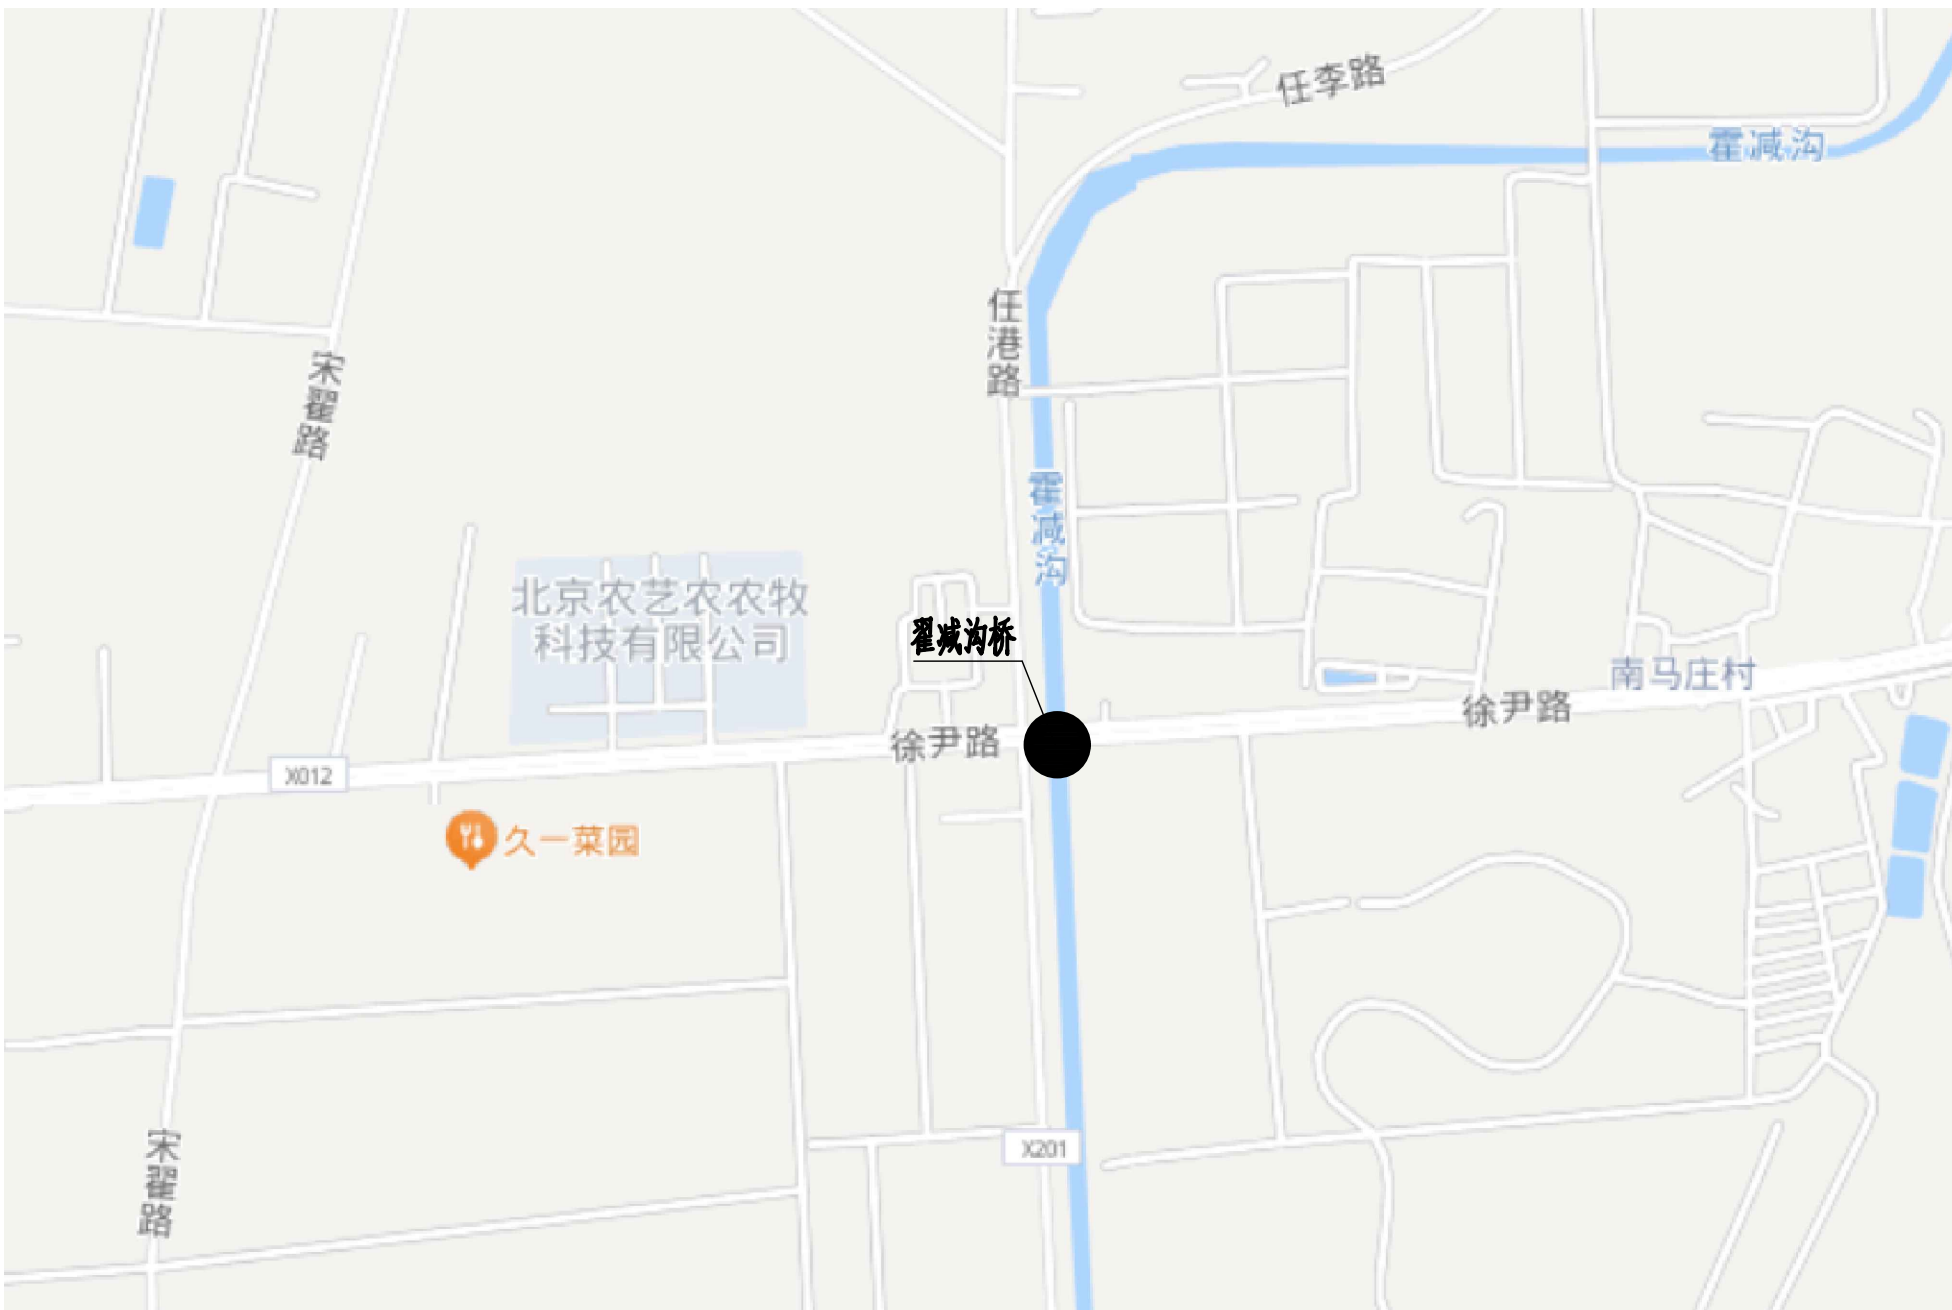 任李路
霍减沟
任港路
宋翟路
霍减沟
北京农艺农农牧
科技有限公司
翟减沟桥
南马庄村
徐尹路
徐尹路
X012
久一菜园
X201
宋翟路